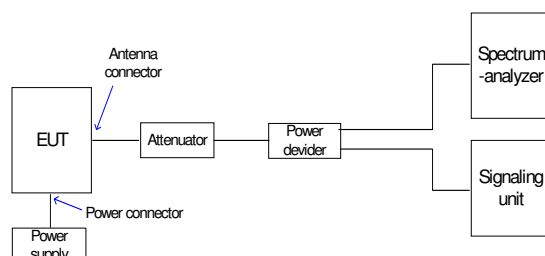 Antenna
connector
Spectrum
-analyzer
EUT
Attenuator
Power
devider
Signaling
unit
Power connector
Power
supply